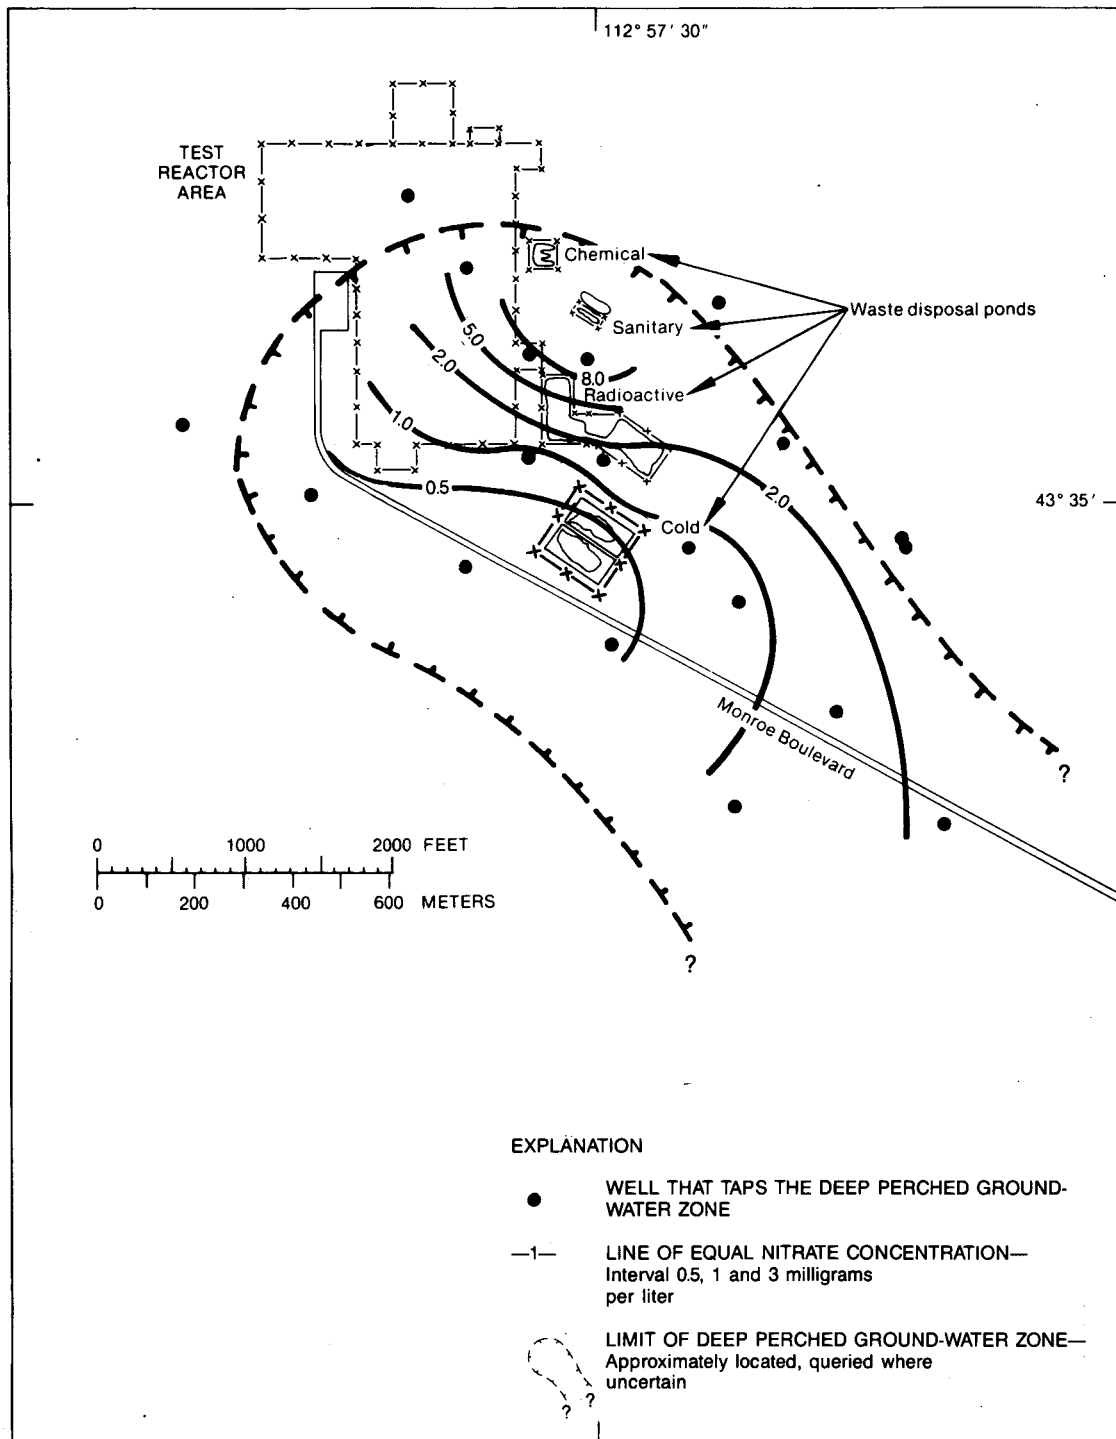 112° 57′ 30″
TEST
REACTOR
AREA
Chemical
Waste disposal ponds
Sanitary
5.0
2.0
8.0
Radioactive
1.0
0.5
2.0
43° 35′
Cold
Monroe Boulevard
?
0 1000 2000 FEET
0 200 400 600 METERS
?
EXPLANATION
WELL THAT TAPS THE DEEP PERCHED GROUND-
WATER ZONE
—1— LINE OF EQUAL NITRATE CONCENTRATION—
Interval 0.5, 1 and 3 milligrams
per liter
LIMIT OF DEEP PERCHED GROUND-WATER ZONE—
Approximately located, queried where
uncertain
?
?